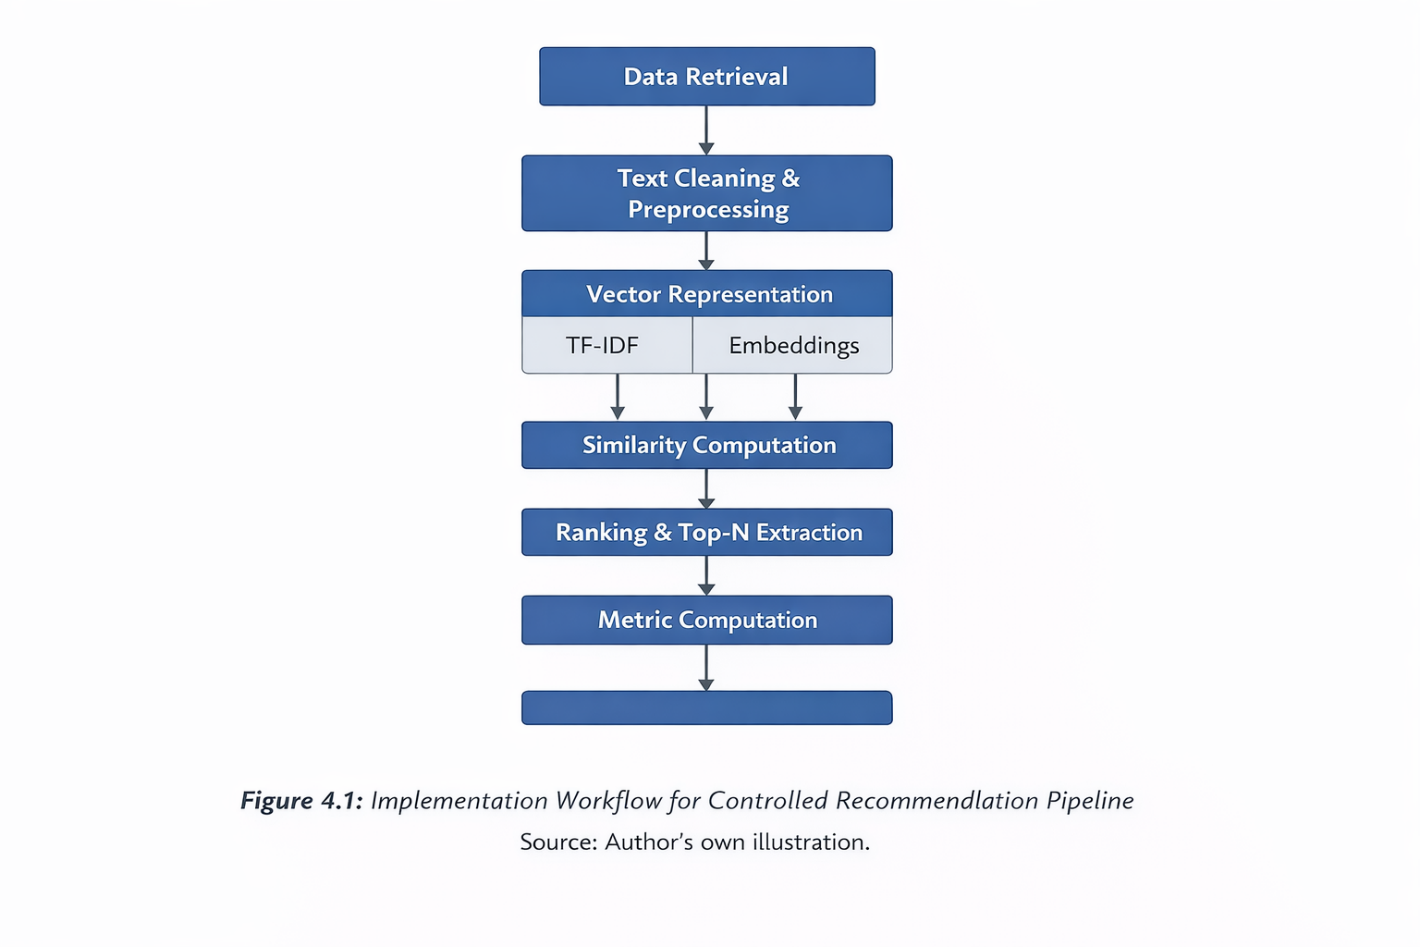 Data Retrieval
Text Cleaning &
Preprocessing
Vector Representation
TF-IDF
Embeddings
Similarity Computation
Ranking & Top-N Extraction
Metric Computation
Figure 4.1: Implementation Workflow for Controlled Recommendlation Pipeline
Source: Author's own illustration.